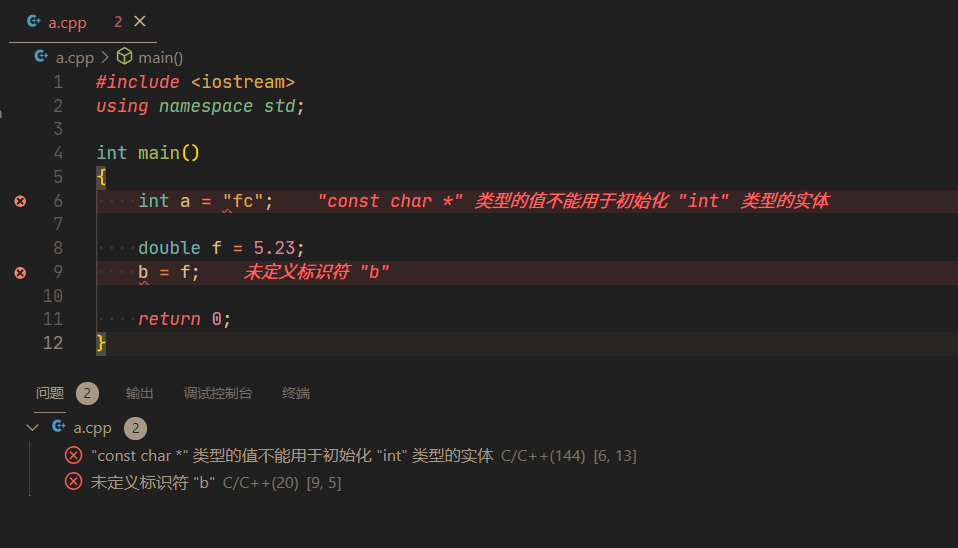 a.cpp 2
a.cpp > main()
1 #include <iostream>
2 using namespace std;
3
4 int main()
5 {
6 int a = "fc"; "const char *" 类型的值不能用于初始化 "int" 类型的实体
7
8 double f = 5.23;
9 b = f; 未定义标识符 "b"
10
11 return 0;
12 }
问题 2 输出 调试控制台 终端
a.cpp 2
"const char *" 类型的值不能用于初始化 "int" 类型的实体 C/C++(144) [6, 13]
未定义标识符 "b" C/C++(20) [9, 5]